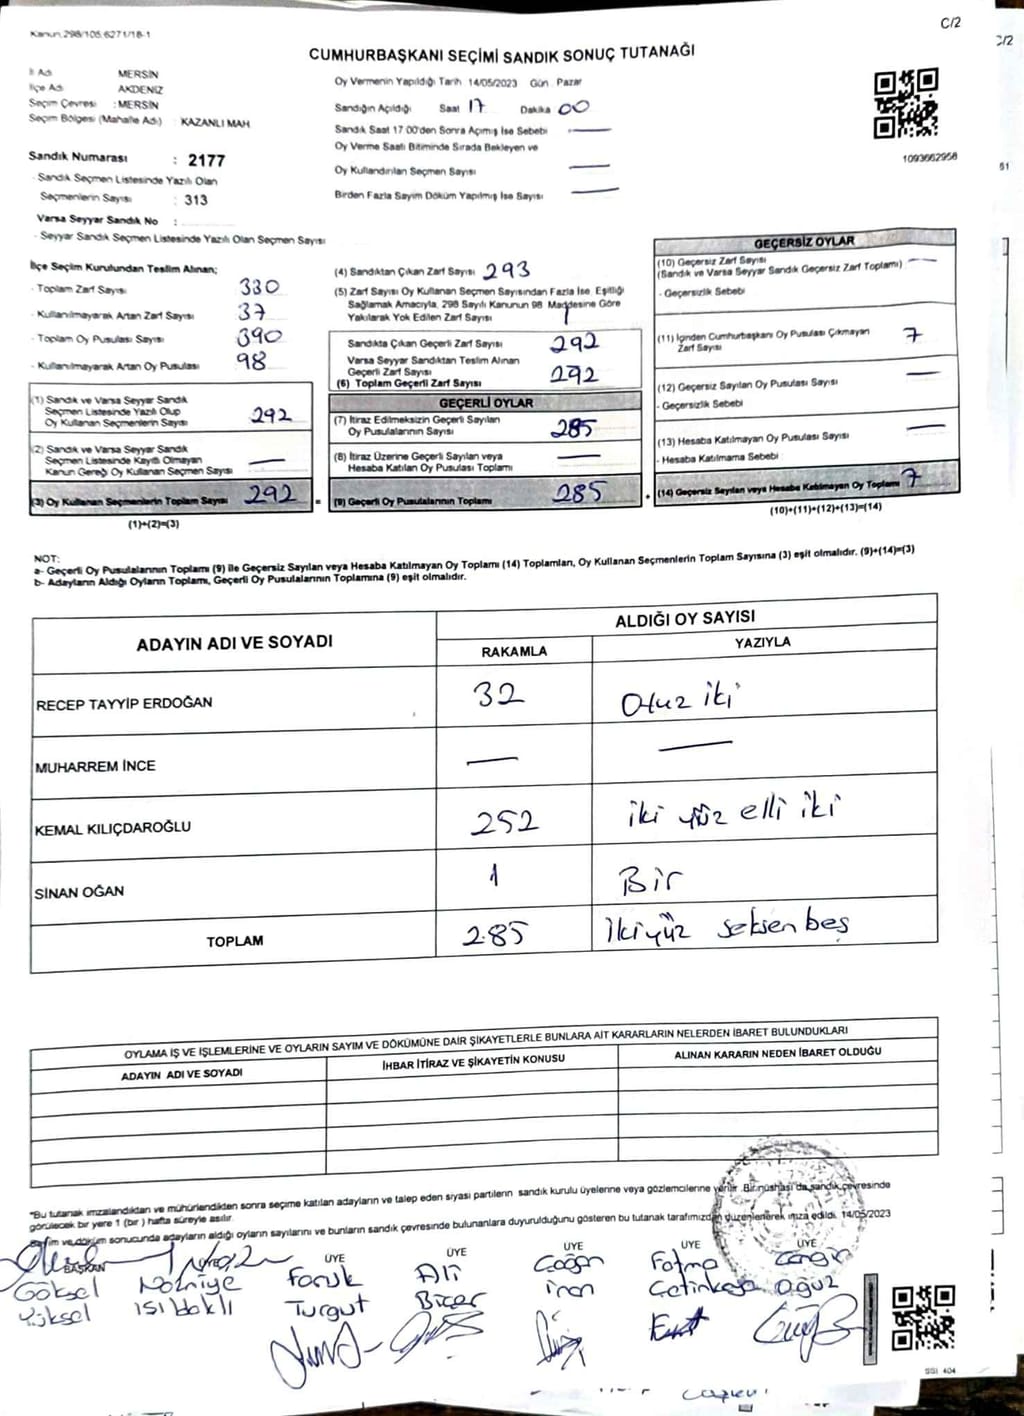 Kanun.298/105,6271/18-1
C/2
CUMHURBAŞKANI SEÇİMİ SANDIK SONUÇ TUTANAĞI
İl Adı MERSİN
İlçe Adı AKDENİZ
Seçim Çevresi : MERSİN
Seçim Bölgesi (Mahalle Adı) : KAZANLI MAH
Sandık Numarası : 2177
- Sandık Seçmen Listesinde Yazılı Olan
Seçmenlerin Sayısı : 313
Varsa Seyyar Sandık No :
- Seyyar Sandık Seçmen Listesinde Yazılı Olan Seçmen Sayısı
Oy Vermenin Yapıldığı Tarih 14/05/2023 Gün Pazar
Sandığın Açıldığı Saat 17 Dakika 00
Sandık Saat 17.00'den Sonra Açımış İse Sebebi —
Oy Verme Saati Bitiminde Sırada Bekleyen ve
Oy Kullandırılan Seçmen Sayısı —
Birden Fazla Sayım Döküm Yapılmış İse Sayısı —
1093662958
İlçe Seçim Kurulundan Teslim Alınan;
- Toplam Zarf Sayısı 330
- Kullanılmayarak Artan Zarf Sayısı 37
- Toplam Oy Pusulası Sayısı 390
- Kullanılmayarak Artan Oy Pusulası 98
(1) Sandık ve Varsa Seyyar Sandık
Seçmen Listesinde Yazılı Olup
Oy Kullanan Seçmenlerin Sayısı 292
(2) Sandık ve Varsa Seyyar Sandık
Seçmen Listesinde Kayıtlı Olmayan
Kanun Gereği Oy Kullanan Seçmen Sayısı —
(3) Oy Kullanan Seçmenlerin Toplam Sayısı 292 =
(1)+(2)=(3)
(4) Sandıktan Çıkan Zarf Sayısı 293
(5) Zarf Sayısı Oy Kullanan Seçmen Sayısından Fazla İse, Eşitliği
Sağlamak Amacıyla, 298 Sayılı Kanunun 98. Maddesine Göre
Yakılarak Yok Edilen Zarf Sayısı 1
Sandıkta Çıkan Geçerli Zarf Sayısı 292
Varsa Seyyar Sandıktan Teslim Alınan
Geçerli Zarf Sayısı
(6) Toplam Geçerli Zarf Sayısı 292
GEÇERLİ OYLAR
(7) İtiraz Edilmeksizin Geçerli Sayılan
Oy Pusulalarının Sayısı 285
(8) İtiraz Üzerine Geçerli Sayılan veya
Hesaba Katılan Oy Pusulası Toplamı —
(9) Geçerli Oy Pusulalarının Toplamı 285 +
GEÇERSİZ OYLAR
(10) Geçersiz Zarf Sayısı —
(Sandık ve Varsa Seyyar Sandık Geçersiz Zarf Toplamı)
- Geçersizlik Sebebi
(11) İçinden Cumhurbaşkanı Oy Pusulası Çıkmayan
Zarf Sayısı 7
(12) Geçersiz Sayılan Oy Pusulası Sayısı —
- Geçersizlik Sebebi
(13) Hesaba Katılmayan Oy Pusulası Sayısı —
- Hesaba Katılmama Sebebi
(14) Geçersiz Sayılan veya Hesaba Katılmayan Oy Toplamı 7
(10)+(11)+(12)+(13)=(14)
NOT:
a- Geçerli Oy Pusulalarının Toplamı (9) ile Geçersiz Sayılan veya Hesaba Katılmayan Oy Toplamı (14) Toplamları, Oy Kullanan Seçmenlerin Toplam Sayısına (3) eşit olmalıdır. (9)+(14)=(3)
b- Adayların Aldığı Oyların Toplamı, Geçerli Oy Pusulalarının Toplamına (9) eşit olmalıdır.
ADAYIN ADI VE SOYADI
ALDIĞI OY SAYISI
RAKAMLA YAZIYLA
RECEP TAYYİP ERDOĞAN 32 Otuz iki
MUHARREM İNCE — —
KEMAL KILIÇDAROĞLU 252 iki yüz elli iki
SİNAN OĞAN 1 Bir
TOPLAM 285 İkiyüz seksen beş
OYLAMA İŞ VE İŞLEMLERİNE VE OYLARIN SAYIM VE DÖKÜMÜNE DAİR ŞİKAYETLERLE BUNLARA AİT KARARLARIN NELERDEN İBARET BULUNDUKLARI
ADAYIN ADI VE SOYADI İHBAR İTİRAZ VE ŞİKAYETİN KONUSU ALINAN KARARIN NEDEN İBARET OLDUĞU
*Bu tutanak imzalandıktan ve mühürlendikten sonra seçime katılan adayların ve talep eden siyasi partilerin sandık kurulu üyelerine veya gözlemcilerine verilir. Bir nüshası da sandık çevresinde
görülecek bir yere 1 (bir) hafta süreyle asılır.
Sayım ve döküm sonucunda adayların aldığı oyların sayılarını ve bunların sandık çevresinde bulunanlara duyurulduğunu gösteren bu tutanak tarafımızdan düzenlenerek imza edildi. 14/05/2023
BAŞKAN ÜYE ÜYE ÜYE ÜYE ÜYE
Göksel Faruk Ali Çağan Fatma Cengiz
Yüksel Turgut Biçer inan Çetinkaya Oğuz
SSI 404